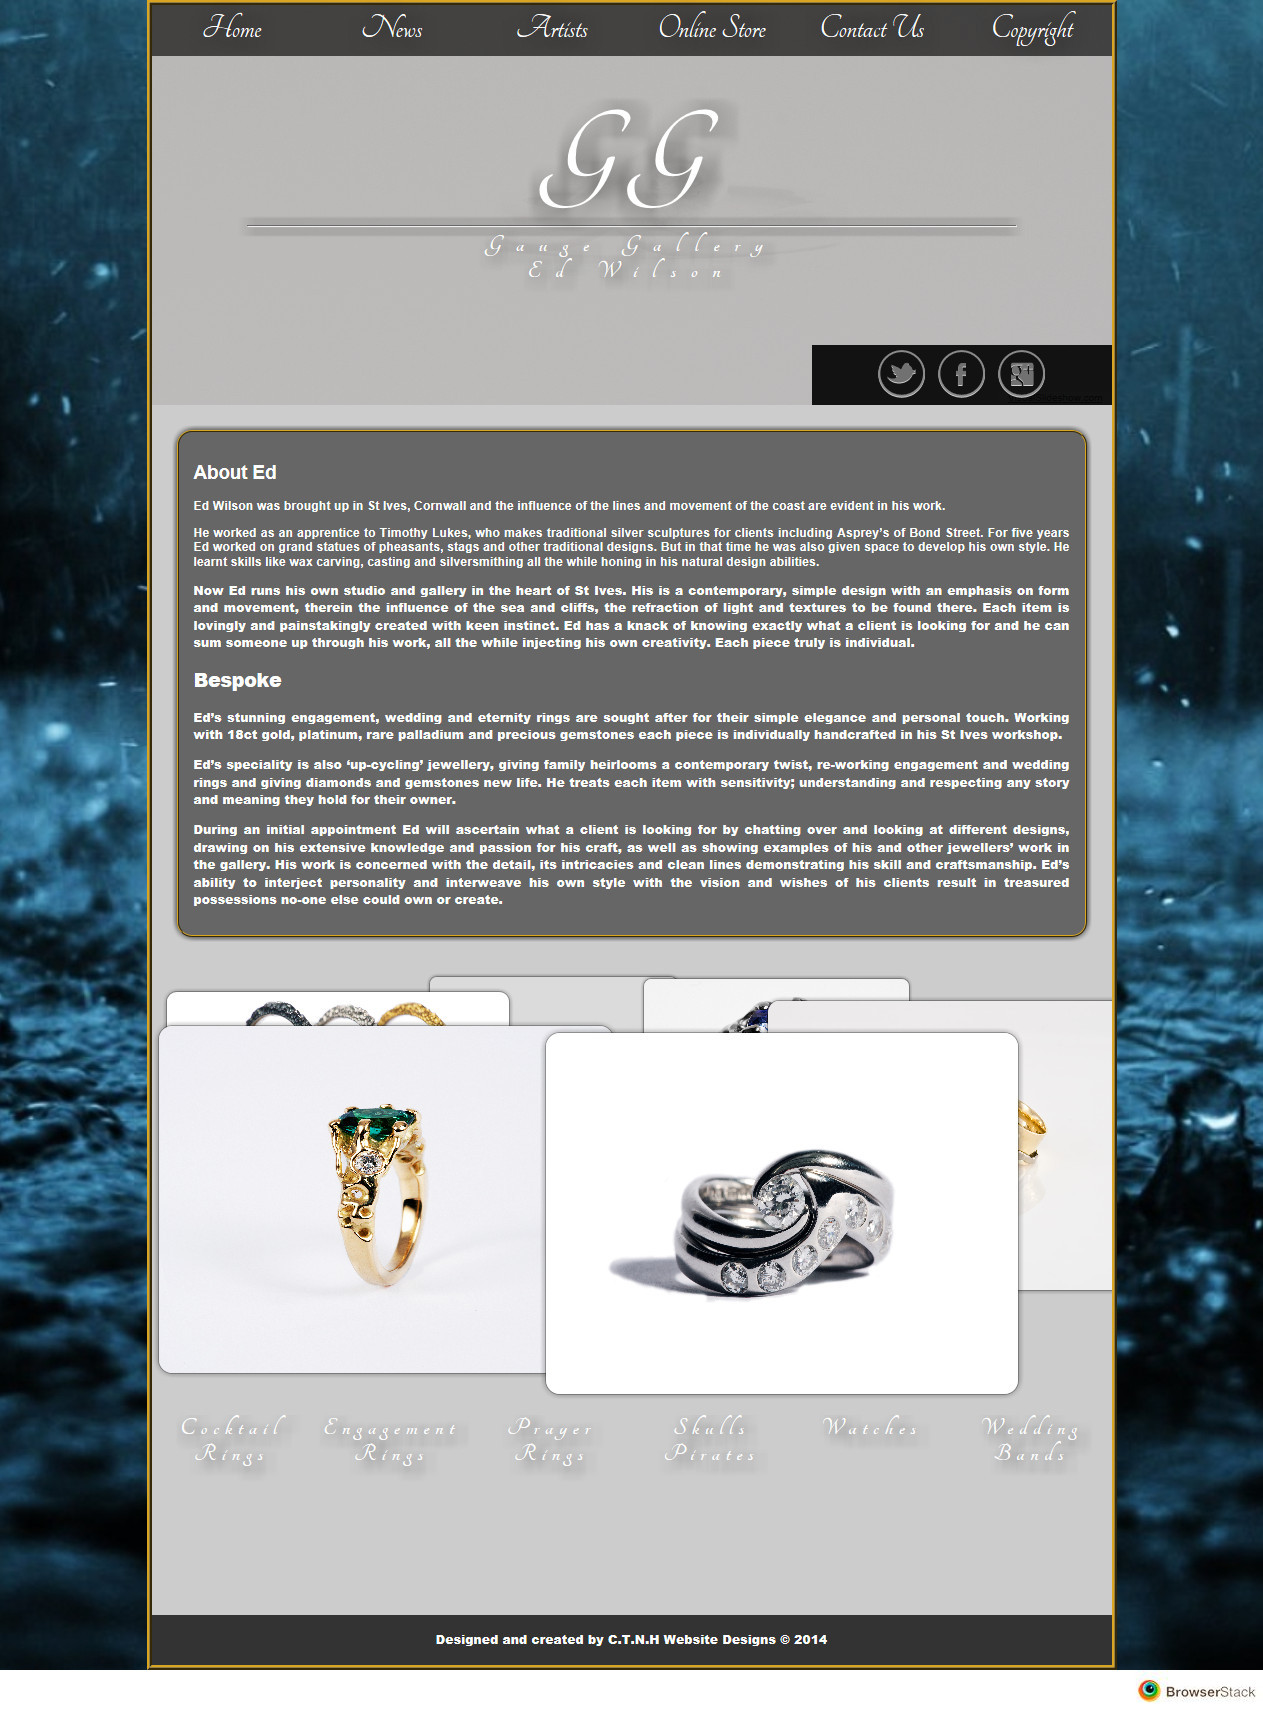 Home News Artists Online Store Contact Us Copyright
GG
Gauge Gallery
Ed Wilson
About Ed
Ed Wilson was brought up in St Ives, Cornwall and the influence of the lines and movement of the coast are evident in his work.
He worked as an apprentice to Timothy Lukes, who makes traditional silver sculptures for clients including Asprey’s of Bond Street. For five years
Ed worked on grand statues of pheasants, stags and other traditional designs. But in that time he was also given space to develop his own style. He
learnt skills like wax carving, casting and silversmithing all the while honing in his natural design abilities.
Now Ed runs his own studio and gallery in the heart of St Ives. His is a contemporary, simple design with an emphasis on form
and movement, therein the influence of the sea and cliffs, the refraction of light and textures to be found there. Each item is
lovingly and painstakingly created with keen instinct. Ed has a knack of knowing exactly what a client is looking for and he can
sum someone up through his work, all the while injecting his own creativity. Each piece truly is individual.
Bespoke
Ed’s stunning engagement, wedding and eternity rings are sought after for their simple elegance and personal touch. Working
with 18ct gold, platinum, rare palladium and precious gemstones each piece is individually handcrafted in his St Ives workshop.
Ed’s speciality is also ‘up-cycling’ jewellery, giving family heirlooms a contemporary twist, re-working engagement and wedding
rings and giving diamonds and gemstones new life. He treats each item with sensitivity; understanding and respecting any story
and meaning they hold for their owner.
During an initial appointment Ed will ascertain what a client is looking for by chatting over and looking at different designs,
drawing on his extensive knowledge and passion for his craft, as well as showing examples of his and other jewellers’ work in
the gallery. His work is concerned with the detail, its intricacies and clean lines demonstrating his skill and craftsmanship. Ed’s
ability to interject personality and interweave his own style with the vision and wishes of his clients result in treasured
possessions no-one else could own or create.
Cocktail
Rings
Engagement
Rings
Prayer
Rings
Skulls
Pirates
Watches
Wedding
Bands
Designed and created by C.T.N.H Website Designs © 2014
BrowserStack